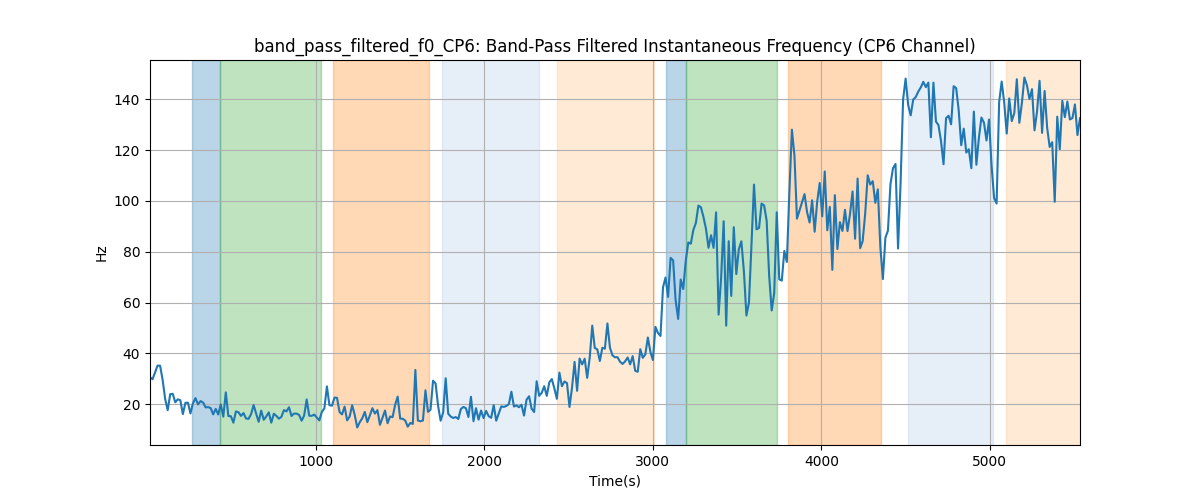 band_pass_filtered_f0_CP6: Band-Pass Filtered Instantaneous Frequency (CP6 Channel)
140
120
100
80
60
40
20
Hz
1000 2000 3000 4000 5000
Time(s)